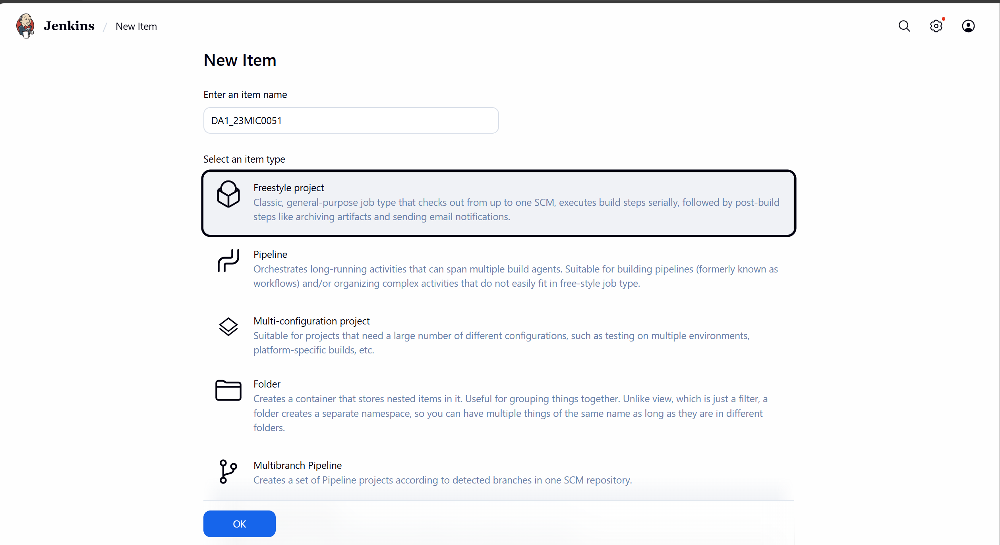 Jenkins / New Item
New Item
Enter an item name
DA1_23MIC0051
Select an item type
Freestyle project
Classic, general-purpose job type that checks out from up to one SCM, executes build steps serially, followed by post-build
steps like archiving artifacts and sending email notifications.
Pipeline
Orchestrates long-running activities that can span multiple build agents. Suitable for building pipelines (formerly known as
workflows) and/or organizing complex activities that do not easily fit in free-style job type.
Multi-configuration project
Suitable for projects that need a large number of different configurations, such as testing on multiple environments,
platform-specific builds, etc.
Folder
Creates a container that stores nested items in it. Useful for grouping things together. Unlike view, which is just a filter, a
folder creates a separate namespace, so you can have multiple things of the same name as long as they are in different
folders.
Multibranch Pipeline
Creates a set of Pipeline projects according to detected branches in one SCM repository.
OK